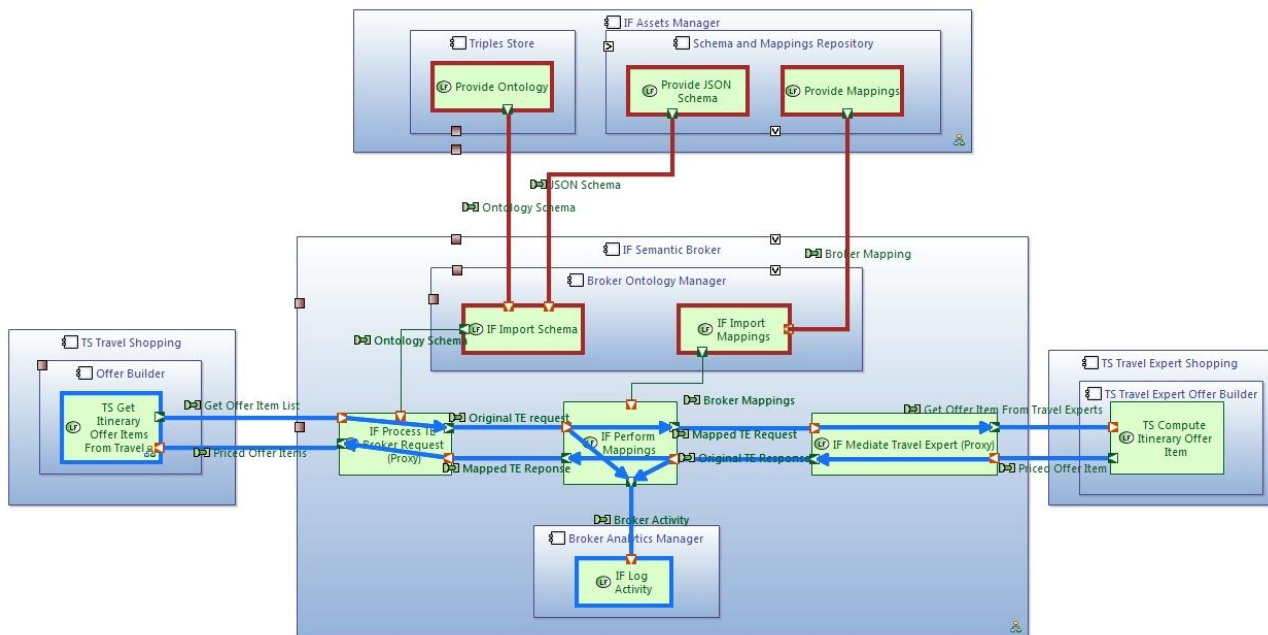 IF Assets Manager
Triples Store
Schema and Mappings Repository
Provide Ontology
Provide JSON
Schema
Provide Mappings
JSON Schema
Ontology Schema
IF Semantic Broker
Broker Mapping
Broker Ontology Manager
IF Import Schema
IF Import
Mappings
Ontology Schema
TS Travel Shopping
Offer Builder
TS Get
Itinerary
Offer Items
From Travel
Get Offer Item List
Priced Offer Items
IF Process TE
Broker Request
(Proxy)
Original TE request
Mapped TE Reponse
IF Perform
Mappings
Broker Mappings
Mapped TE Request
Original TE Response
IF Mediate Travel Expert (Proxy)
Get Offer Item From Travel Experts
Priced Offer Item
TS Travel Expert Shopping
TS Travel Expert Offer Builder
TS Compute
Itinerary Offer
Item
Broker Activity
Broker Analytics Manager
IF Log
Activity